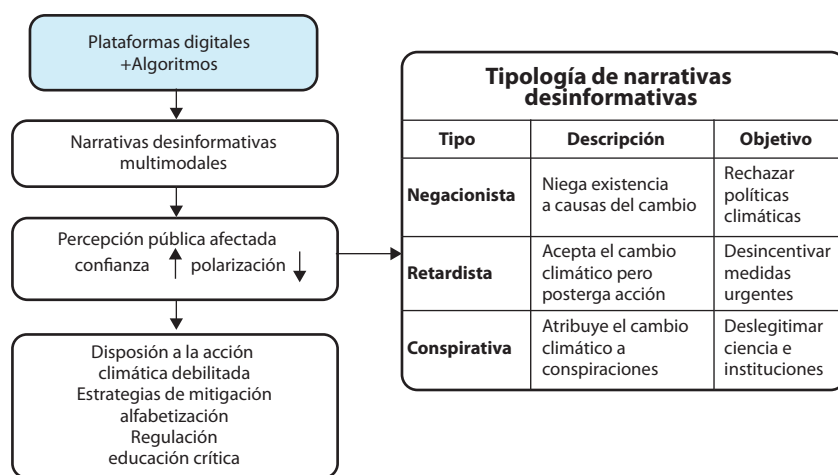 Plataformas digitales
+Algoritmos
Narrativas desinformativas
multimodales
Percepción pública afectada
confianza ↑ polarización ↓
Disposión a la acción
climática debilitada
Estrategias de mitigación
alfabetización
Regulación
educación crítica
Tipología de narrativas
desinformativas
Tipo Descripción Objetivo
Negacionista
Niega existencia
a causas del cambio
Rechazar
políticas
climáticas
Retardista
Acepta el cambio
climático pero
posterga acción
Desincentivar
medidas
urgentes
Conspirativa
Atribuye el cambio
climático a
conspiraciones
Deslegitimar
ciencia e
instituciones